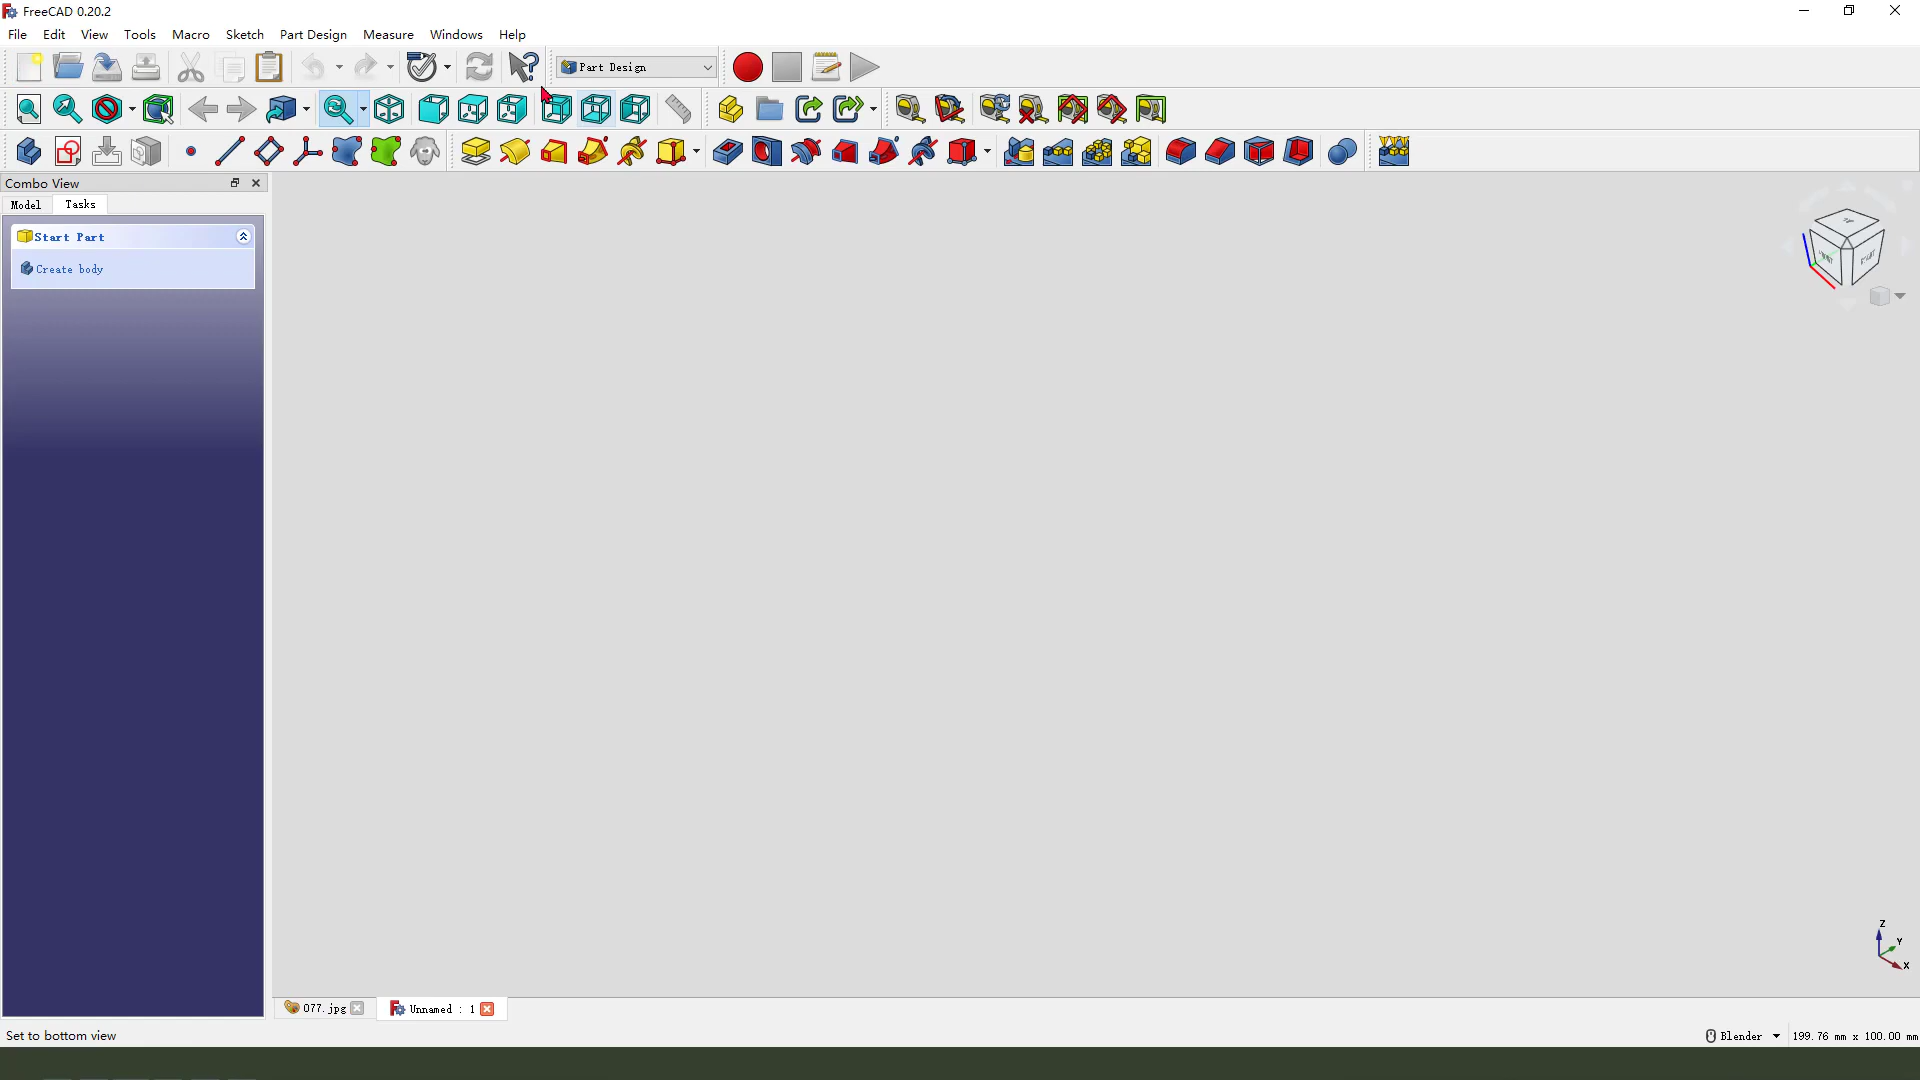 FreeCAD 0.20.2
File Edit View Tools Macro Sketch Part Design Measure Windows Help
Part Design
Combo View
Model Tasks
Start Part
Create body
Z
Y
X
077.jpg Unnamed : 1
Set to bottom view Blender 199.76 mm x 100.00 mm